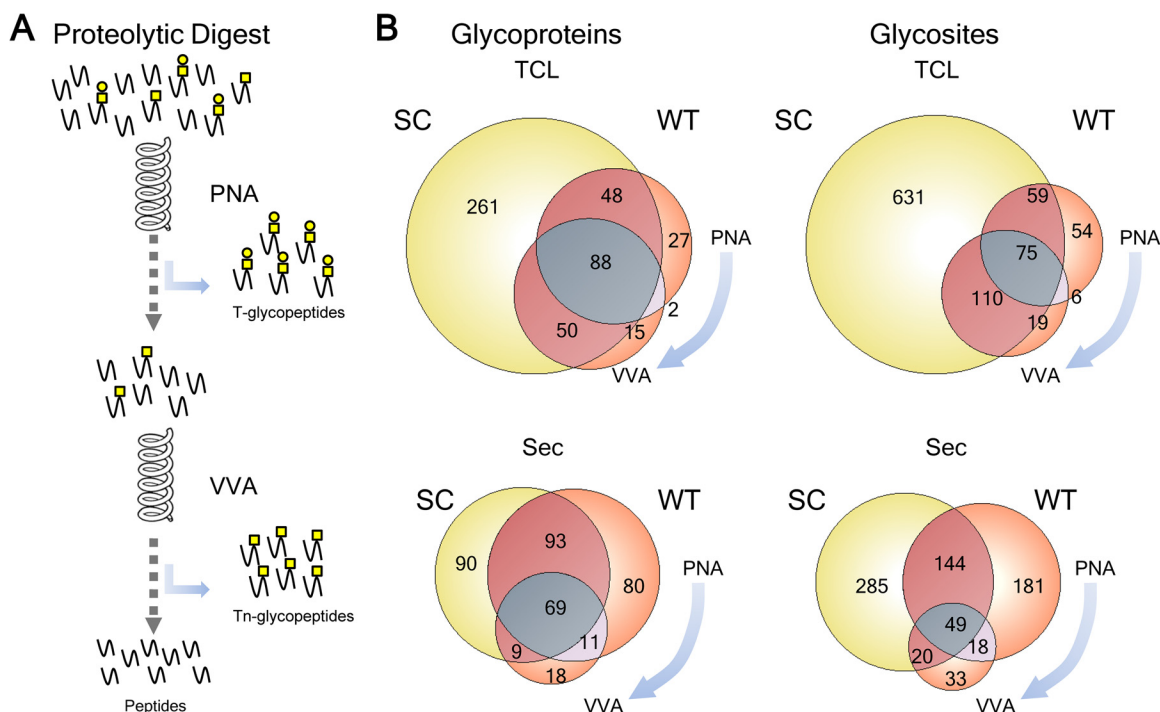 A
Proteolytic Digest
PNA
T-glycopeptides
VVA
Tn-glycopeptides
Peptides
B
Glycoproteins
TCL
SC
WT
261
48
27
88
2
50
15
PNA
VVA
Glycosites
TCL
SC
WT
631
59
54
75
6
110
19
PNA
VVA
Sec
SC
WT
90
93
80
69
11
9
18
PNA
VVA
Sec
SC
WT
285
144
181
49
18
20
33
PNA
VVA